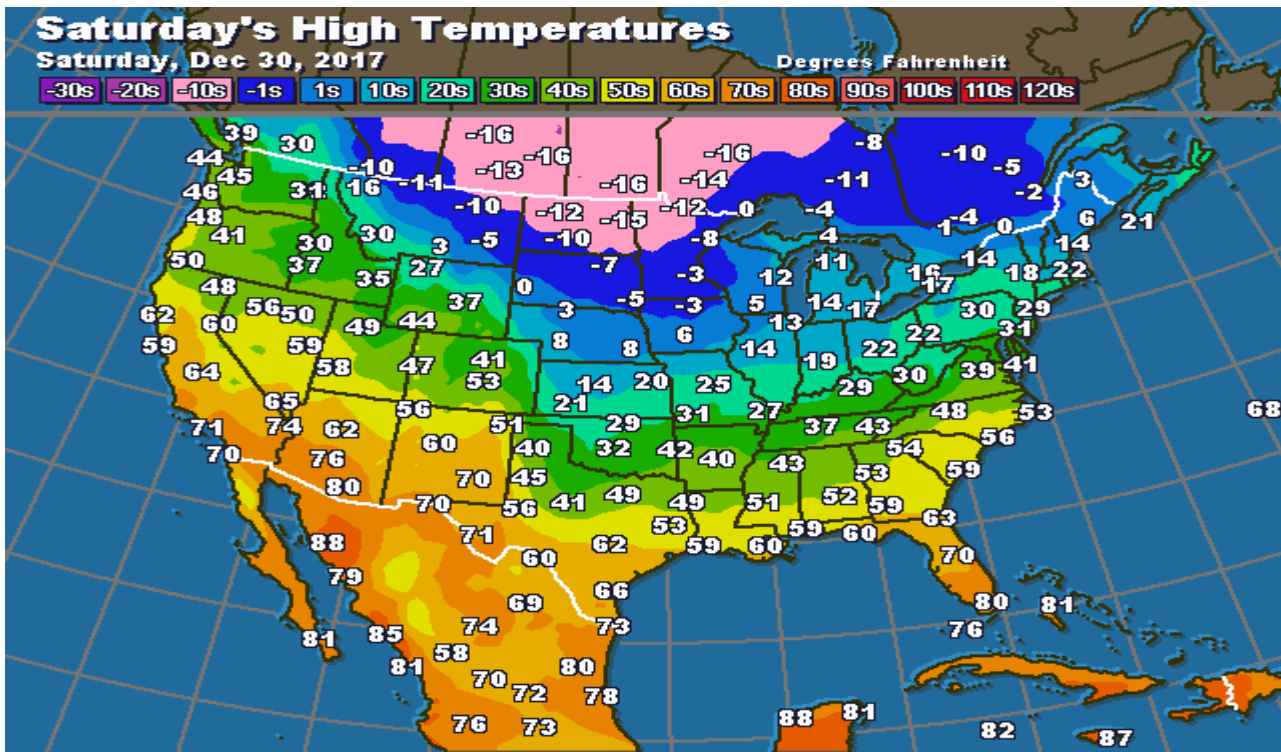 Saturday's High Temperatures
Saturday, Dec 30, 2017 Degrees Fahrenheit
-30s -20s -10s -1s 1s 10s 20s 30s 40s 50s 60s 70s 80s 90s 100s 110s 120s
39 30 -16 -8
44 -10 -16 -16 -10
45 16 -11 -13 -14 -11 -5
46 31 -16 -2 3
48 -10 -12 -15 -12 0 -4 -4 0 6 21
41 30 30 3 -5 -10 -8 4 1 14
50 37 35 27 -7 -3 12 11 16 14 18 22
48 37 0 -5 -3 5 14 17 17
62 56 50 3 30 29
60 49 44 6 13 22 31
59 59 8 8 14 22
64 58 47 41 14 20 25 19 29 30 39 41
65 53 21 31 27
71 74 62 56 51 29 37 43 48 53 68
70 76 60 40 32 42 40 43 54 56
80 70 45 49 53 59
70 56 41 49 51 52 59 63
88 71 53 59 60
79 60 62 59 60 70
66
81 85 74 69 73 80 81
81 58 80 76
70 72 78
76 73 88 81
82 87